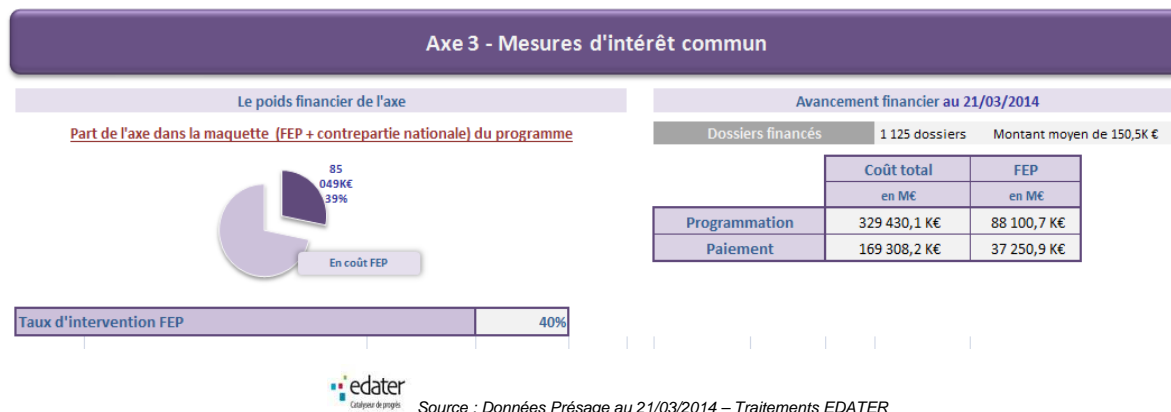 Axe 3 - Mesures d'intérêt commun
Le poids financier de l'axe
Part de l'axe dans la maquette (FEP + contrepartie nationale) du programme
85
049K€
39%
En coût FEP
Taux d'intervention FEP 40%
Avancement financier au 21/03/2014
Dossiers financés 1 125 dossiers Montant moyen de 150,5K €
Coût total FEP
en M€ en M€
Programmation 329 430,1 K€ 88 100,7 K€
Paiement 169 308,2 K€ 37 250,9 K€
edater
Catalyseur de progrès
Source : Données Présage au 21/03/2014 – Traitements EDATER